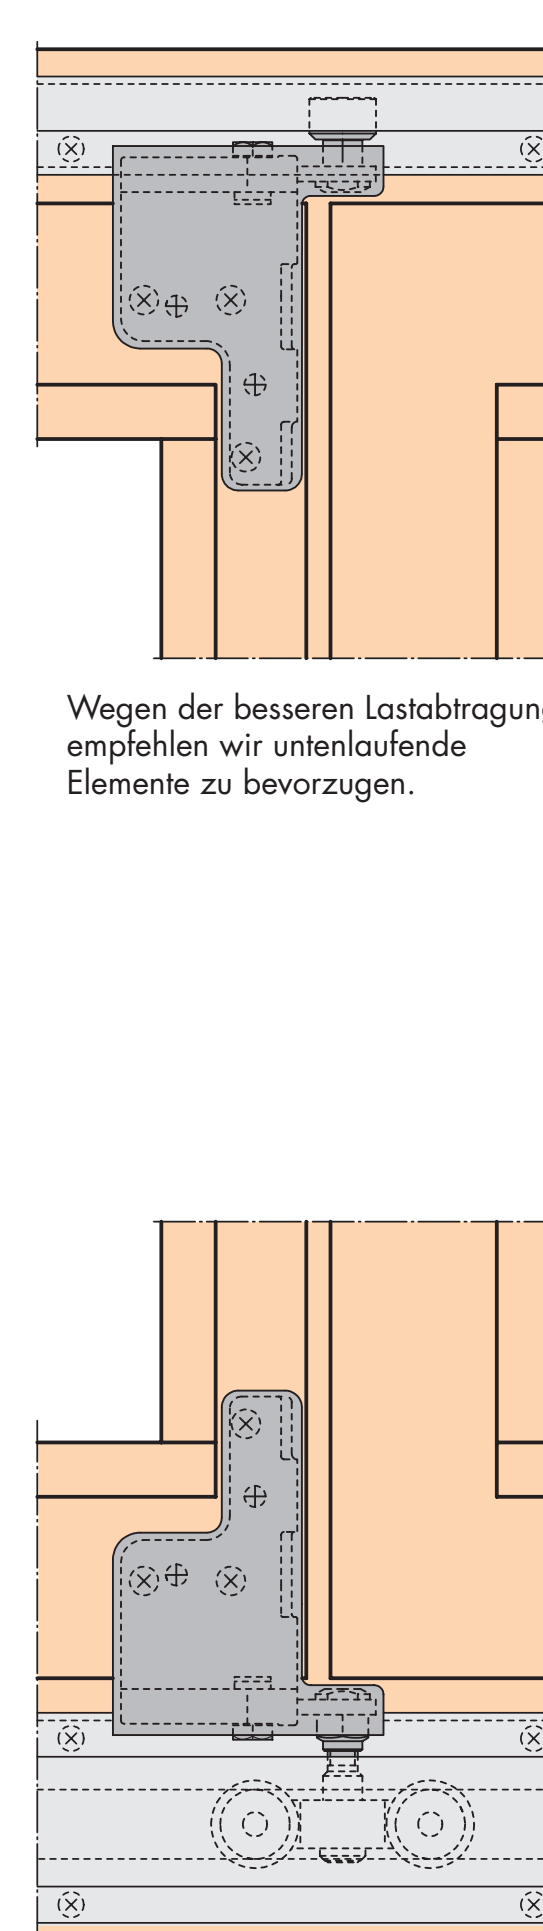 Wegen der besseren Lastabtragung
empfehlen wir untenlaufende
Elemente zu bevorzugen.